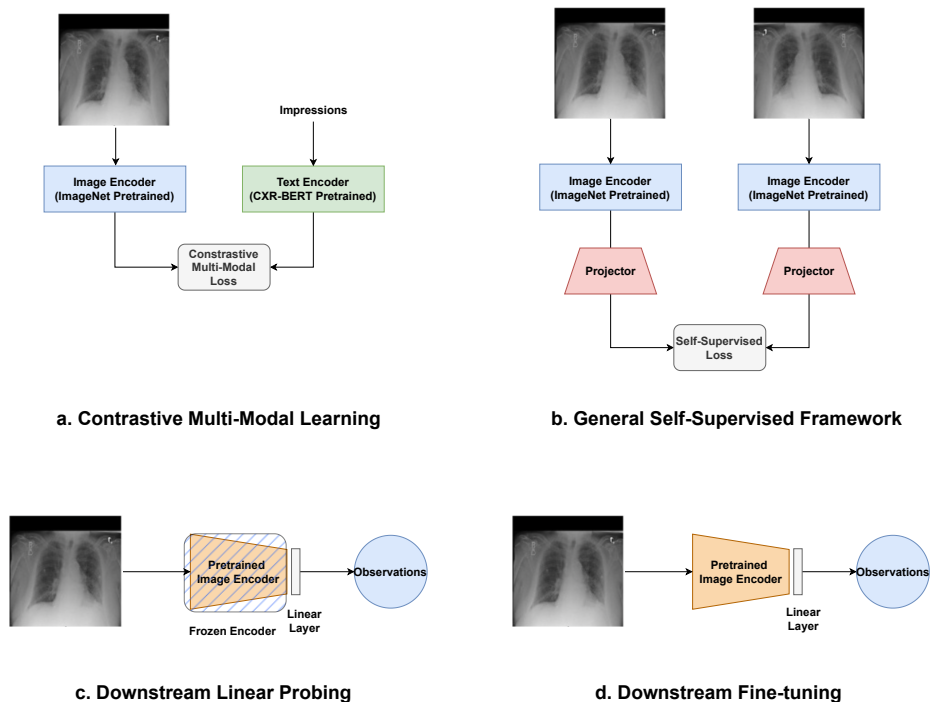 Impressions
Image Encoder
(ImageNet Pretrained)
Text Encoder
(CXR-BERT Pretrained)
Constrastive
Multi-Modal
Loss
a. Contrastive Multi-Modal Learning
Image Encoder
(ImageNet Pretrained)
Image Encoder
(ImageNet Pretrained)
Projector
Projector
Self-Supervised
Loss
b. General Self-Supervised Framework
Pretrained
Image Encoder
Observations
Frozen Encoder
Linear
Layer
c. Downstream Linear Probing
Pretrained
Image Encoder
Observations
Linear
Layer
d. Downstream Fine-tuning